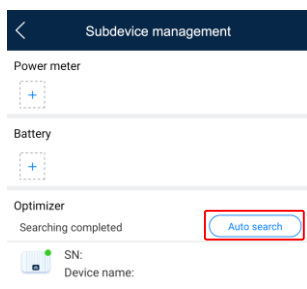 Subdevice management
Power meter
+
Battery
+
Optimizer
Searching completed Auto search
SN:
Device name: